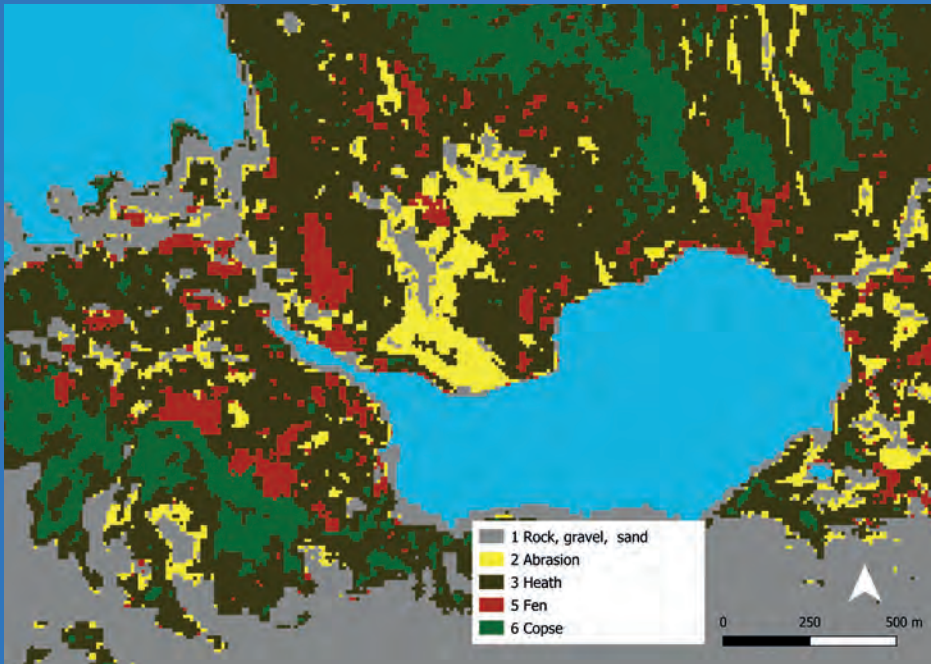 1 Rock, gravel, sand
2 Abrasion
3 Heath
5 Fen
6 Copse
0 250 500 m